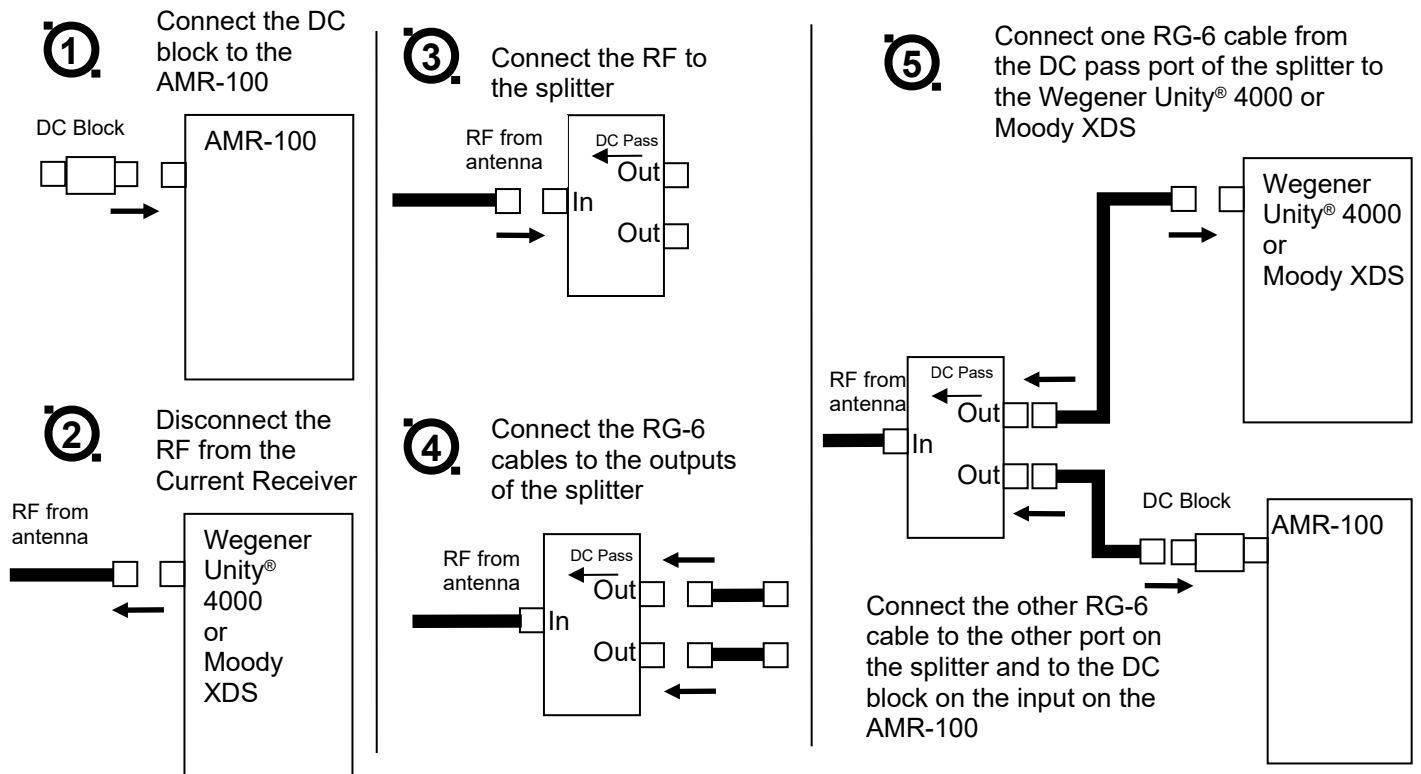 1
Connect the DC
block to the
AMR-100
DC Block
AMR-100
2
Disconnect the
RF from the
Current Receiver
RF from
antenna
Wegener
Unity®
4000
or
Moody
XDS
3
Connect the RF to
the splitter
RF from
antenna
DC Pass
Out
In
Out
4
Connect the RG-6
cables to the outputs
of the splitter
RF from
antenna
DC Pass
Out
In
Out
5
Connect one RG-6 cable from
the DC pass port of the splitter to
the Wegener Unity® 4000 or
Moody XDS
Wegener
Unity® 4000
or
Moody XDS
RF from
antenna
DC Pass
Out
In
Out
DC Block
AMR-100
Connect the other RG-6
cable to the other port on
the splitter and to the DC
block on the input on the
AMR-100